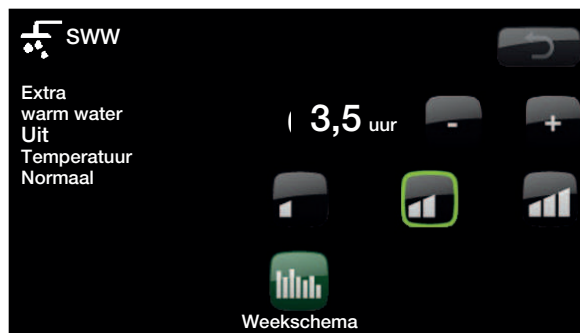 SWW
Extra
warm water
Uit
Temperatuur
Normaal
3,5 uur
-
+
Weekschema